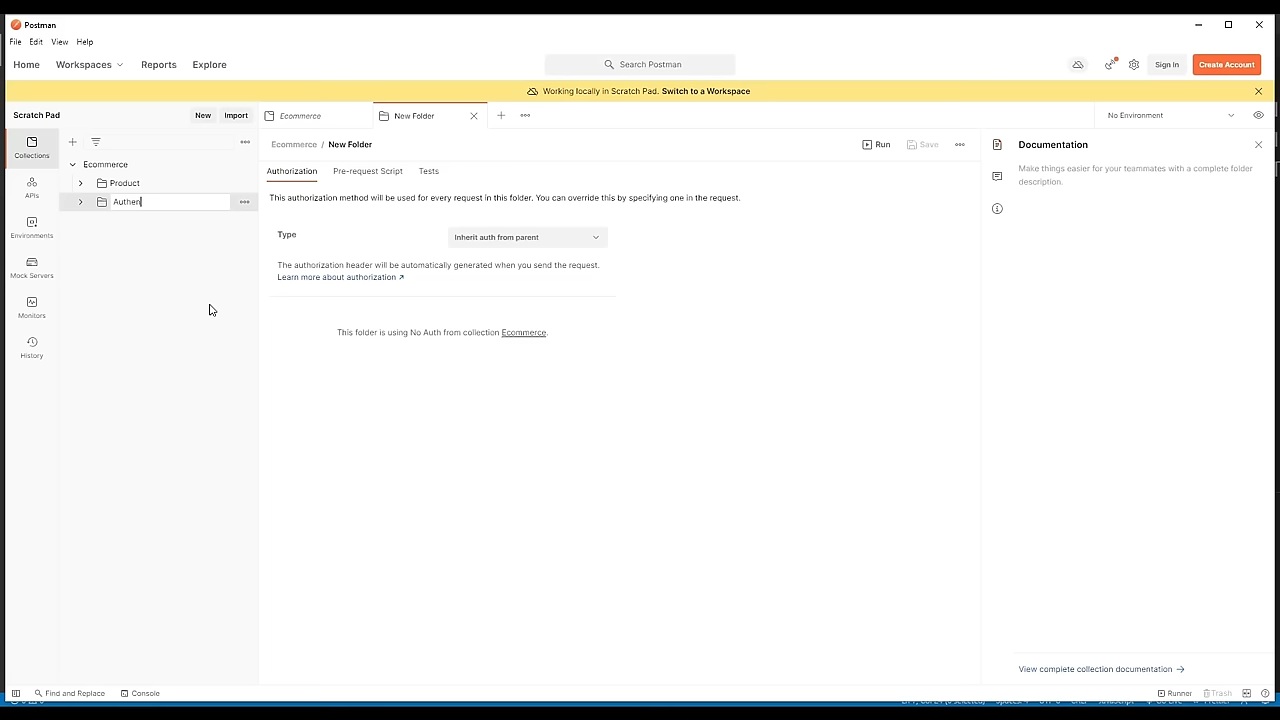 Postman
File Edit View Help
Home Workspaces Reports Explore
Search Postman
Sign In
Create Account
Working locally in Scratch Pad. Switch to a Workspace
Scratch Pad
New
Import
Ecommerce
New Folder
No Environment
Collections
APIs
Environments
Mock Servers
Monitors
History
Ecommerce
Product
Authen
Ecommerce / New Folder
Run
Save
Authorization Pre-request Script Tests
This authorization method will be used for every request in this folder. You can override this by specifying one in the request.
Type
Inherit auth from parent
The authorization header will be automatically generated when you send the request.
Learn more about authorization ↗
This folder is using No Auth from collection Ecommerce.
Documentation
Make things easier for your teammates with a complete folder
description.
View complete collection documentation →
Find and Replace
Console
Runner
Trash